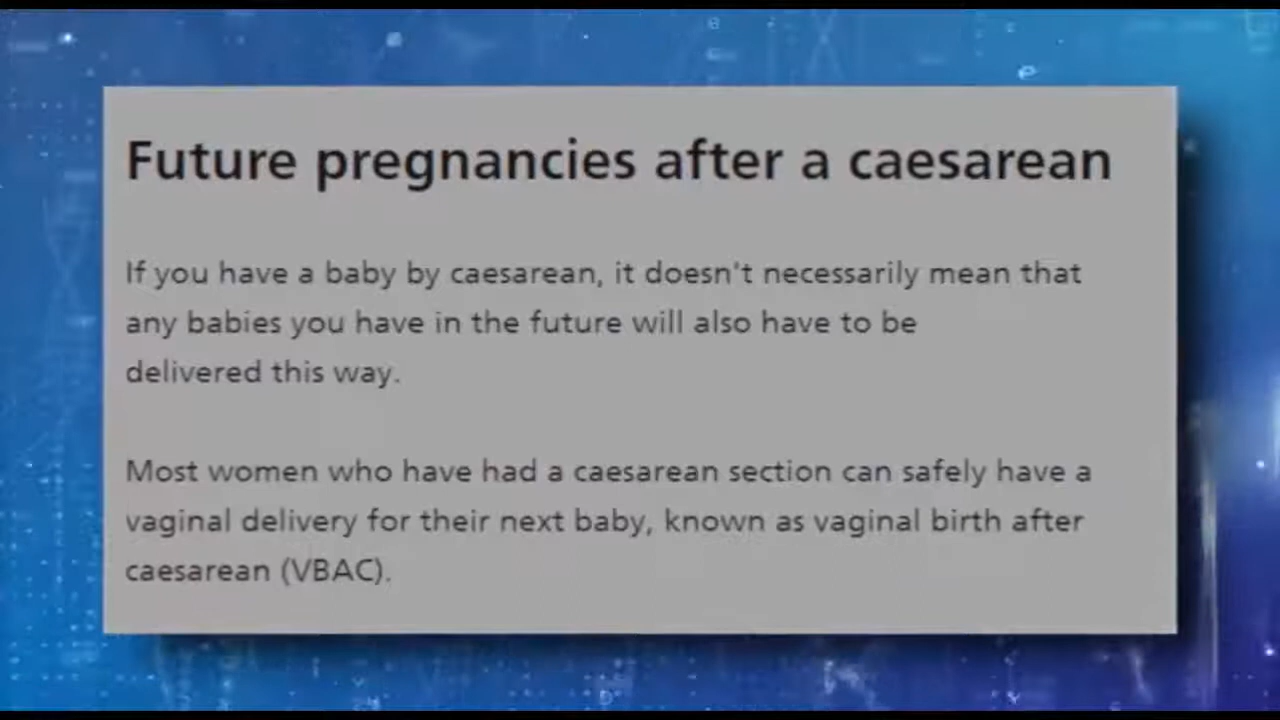 Future pregnancies after a caesarean
If you have a baby by caesarean, it doesn't necessarily mean that
any babies you have in the future will also have to be
delivered this way.
Most women who have had a caesarean section can safely have a
vaginal delivery for their next baby, known as vaginal birth after
caesarean (VBAC).